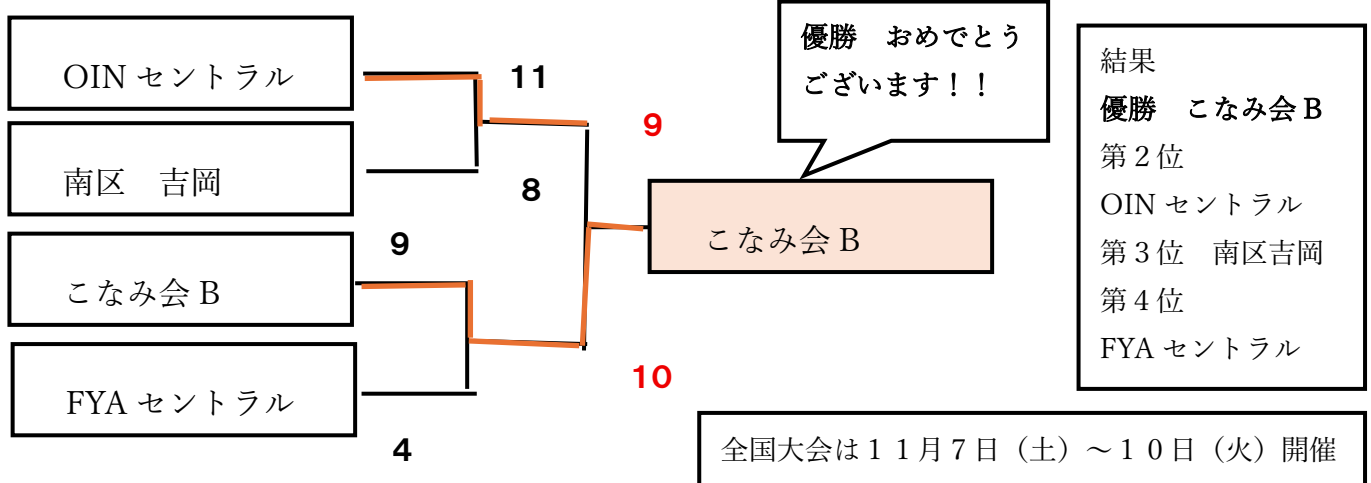 OIN セントラル
南区　吉岡
こなみ会 B
FYA セントラル
11
8
9
4
9
10
こなみ会 B
優勝　おめでとう
ございます！！
結果
優勝　こなみ会 B
第２位
OIN セントラル
第３位　南区吉岡
第４位
FYA セントラル
全国大会は１１月７日（土）～１０日（火）開催